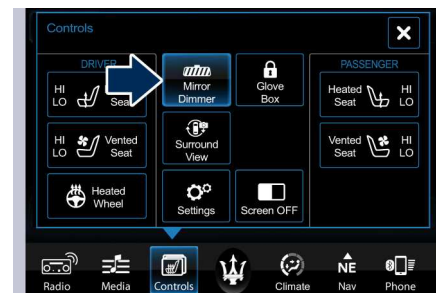 Controls
DRIVER
PASSENGER
HI
LO
Seat
Mirror
Dimmer
Glove
Box
Heated
Seat
HI
LO
HI
LO
Vented
Seat
Surround
View
Vented
Seat
HI
LO
Heated
Wheel
Settings
Screen OFF
NE
Radio
Media
Controls
Climate
Nav
Phone